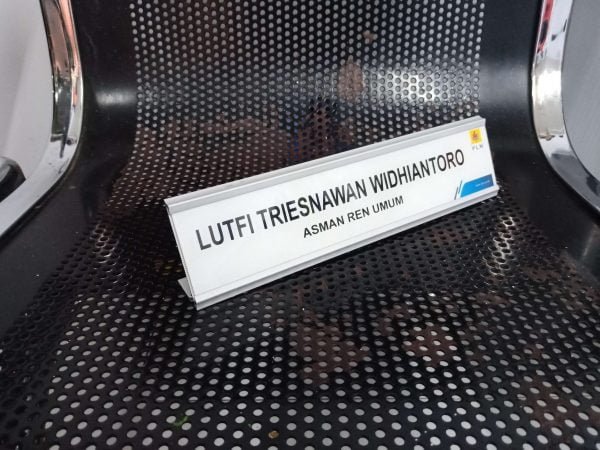 LUTFI TRIESNAWAN WIDHIANTORO
ASMAN REN UMUM
PLN